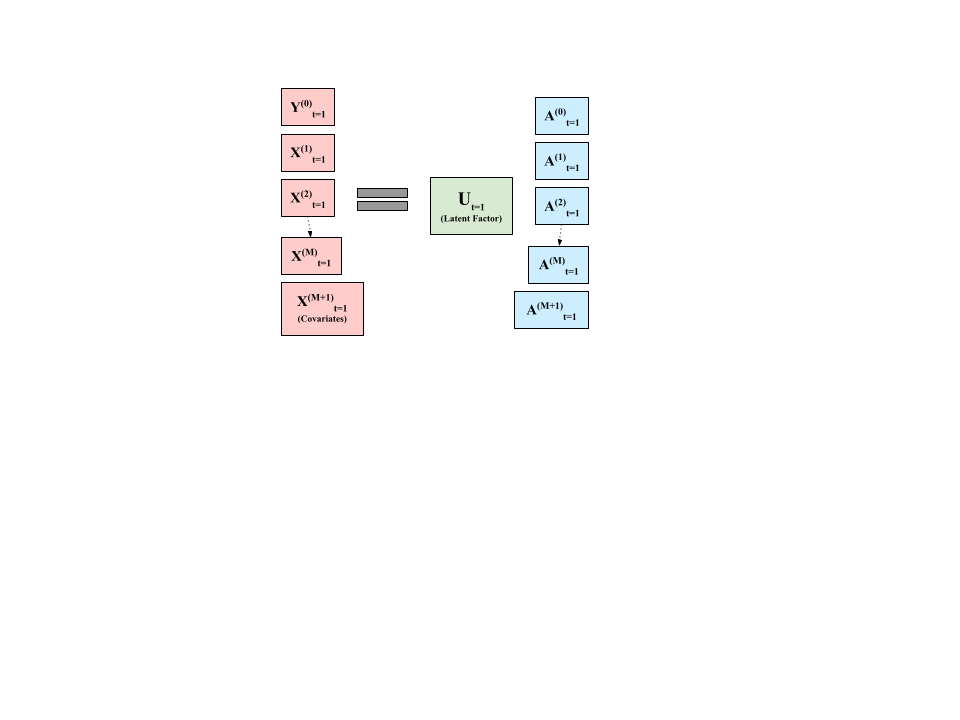 Y(0)t=1
X(1)t=1
X(2)t=1
X(M)t=1
X(M+1)t=1
(Covariates)
Ut=1
(Latent Factor)
A(0)t=1
A(1)t=1
A(2)t=1
A(M)t=1
A(M+1)t=1